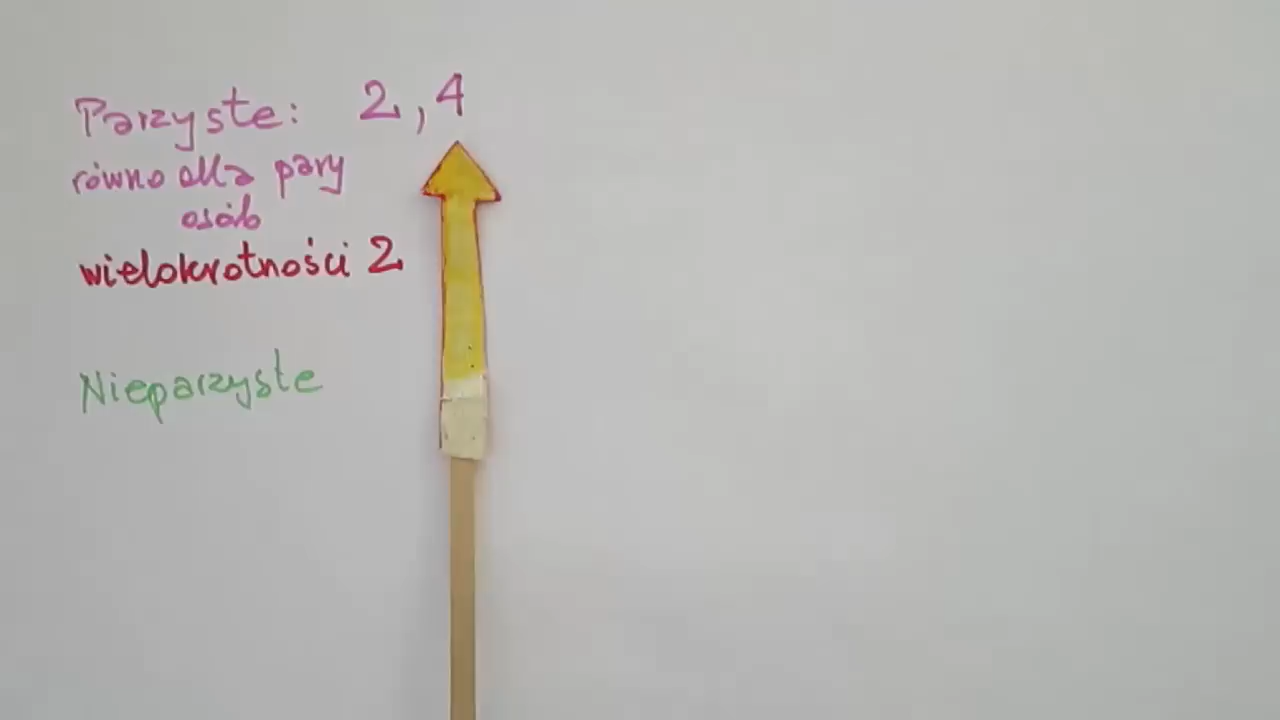 Parzyste: 2, 4
równo dla pary
osób
wielokrotności 2
Nieparzyste